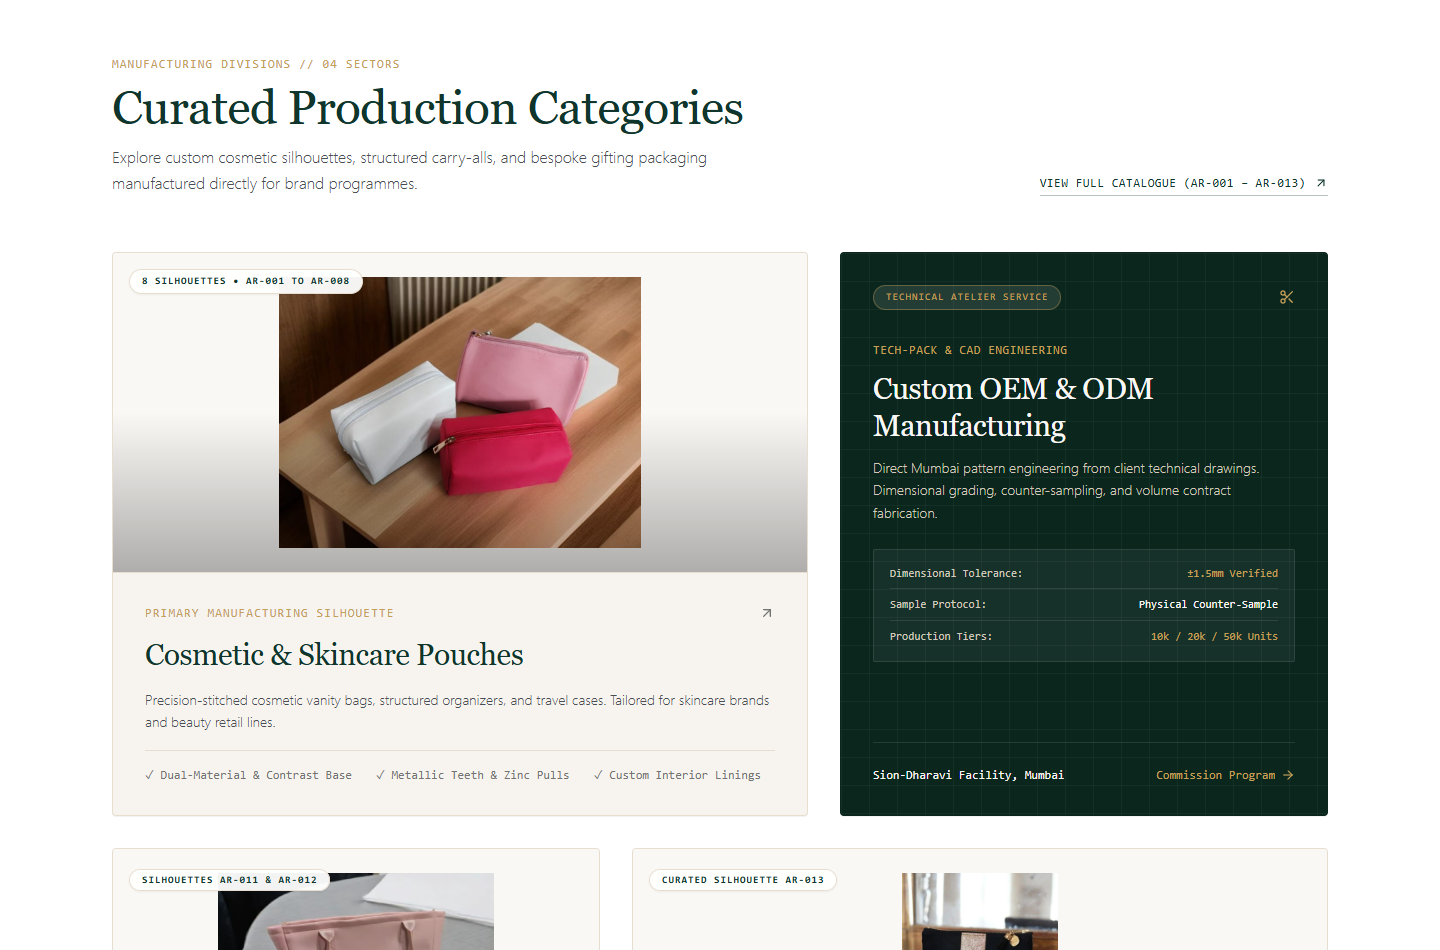 MANUFACTURING DIVISIONS // 04 SECTORS
Curated Production Categories
Explore custom cosmetic silhouettes, structured carry-alls, and bespoke gifting packaging
manufactured directly for brand programmes.
VIEW FULL CATALOGUE (AR-001 – AR-013)
8 SILHOUETTES • AR-001 TO AR-008
PRIMARY MANUFACTURING SILHOUETTE
Cosmetic & Skincare Pouches
Precision-stitched cosmetic vanity bags, structured organizers, and travel cases. Tailored for skincare brands
and beauty retail lines.
✓ Dual-Material & Contrast Base ✓ Metallic Teeth & Zinc Pulls ✓ Custom Interior Linings
TECHNICAL ATELIER SERVICE
TECH-PACK & CAD ENGINEERING
Custom OEM & ODM
Manufacturing
Direct Mumbai pattern engineering from client technical drawings.
Dimensional grading, counter-sampling, and volume contract
fabrication.
Dimensional Tolerance: ±1.5mm Verified
Sample Protocol: Physical Counter-Sample
Production Tiers: 10k / 20k / 50k Units
Sion-Dharavi Facility, Mumbai Commission Program →
SILHOUETTES AR-011 & AR-012
CURATED SILHOUETTE AR-013